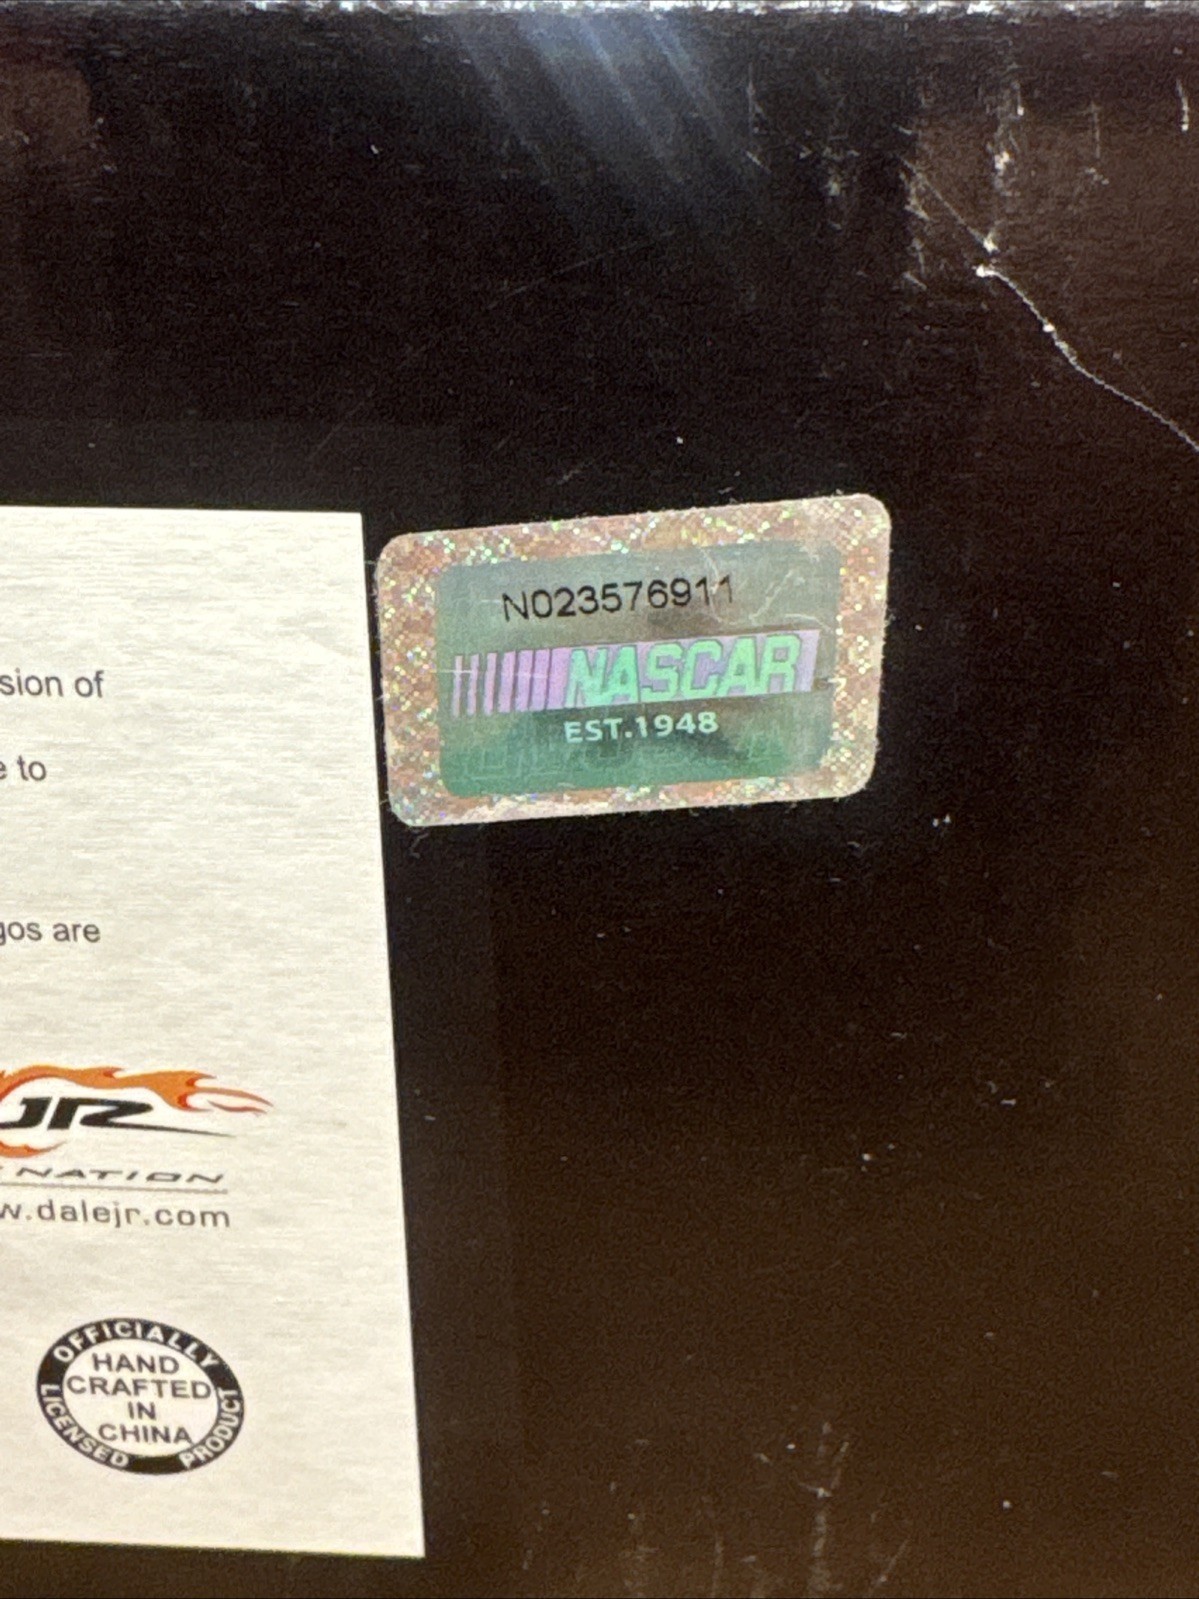 N023576911
NASCAR
EST.1948
sion of
e to
gos are
JR
NATION
w.dalejr.com
OFFICIALLY LICENSED PRODUCT
HAND
CRAFTED
IN
CHINA